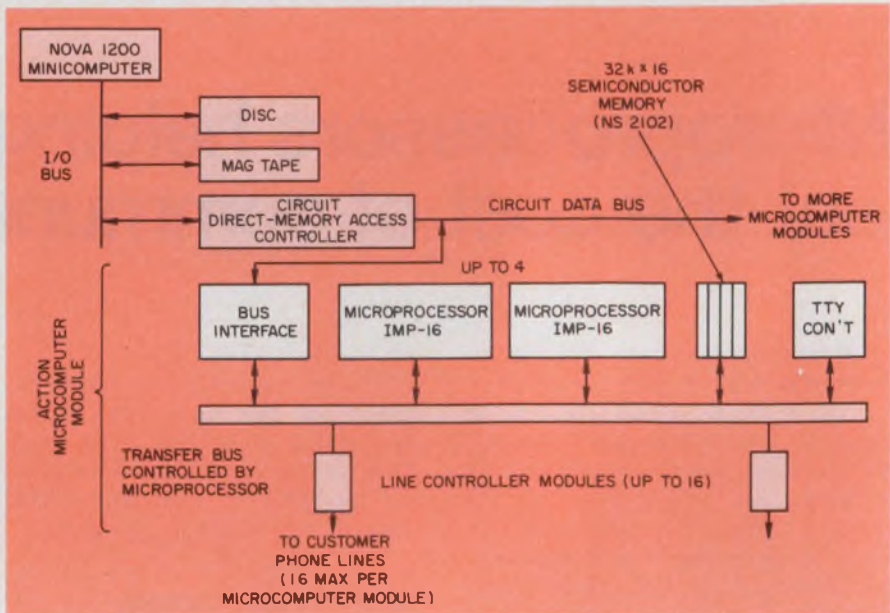 NOVA 1200
MINICOMPUTER
I/O
BUS
DISC
MAG TAPE
CIRCUIT
DIRECT-MEMORY ACCESS
CONTROLLER
32k x 16
SEMICONDUCTOR
MEMORY
(NS 2102)
CIRCUIT DATA BUS
TO MORE
MICROCOMPUTER
MODULES
UP TO 4
ACTION
MICROCOMPUTER
MODULE
BUS
INTERFACE
MICROPROCESSOR
IMP-16
MICROPROCESSOR
IMP-16
TTY
CON'T
TRANSFER BUS
CONTROLLED BY
MICROPROCESSOR
LINE CONTROLLER MODULES (UP TO 16)
TO CUSTOMER
PHONE LINES
(16 MAX PER
MICROCOMPUTER MODULE)